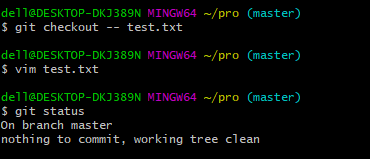 dell@DESKTOP-DKJ389N MINGW64 ~/pro (master)
$ git checkout -- test.txt
dell@DESKTOP-DKJ389N MINGW64 ~/pro (master)
$ vim test.txt
dell@DESKTOP-DKJ389N MINGW64 ~/pro (master)
$ git status
On branch master
nothing to commit, working tree clean